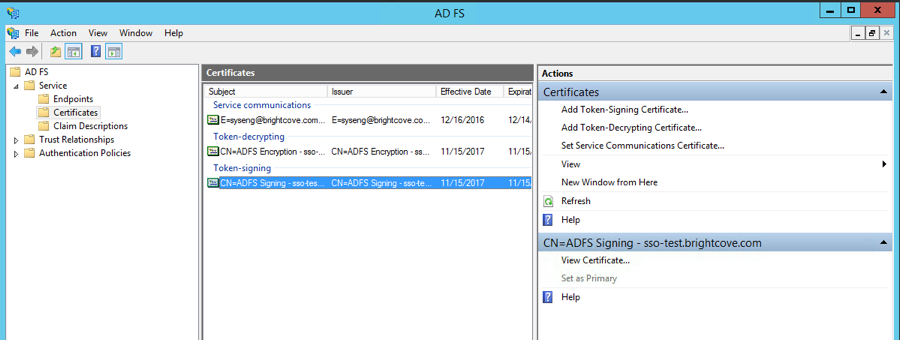 AD FS
File Action View Window Help
AD FS
Service
Endpoints
Certificates
Claim Descriptions
Trust Relationships
Authentication Policies
Certificates
Subject Issuer Effective Date Expirat
Service communications
E=syseng@brightcove.com... E=syseng@brightcove.com... 12/16/2016 12/14/
Token-decrypting
CN=ADFS Encryption - sso-... CN=ADFS Encryption - sso-... 11/15/2017 11/15/
Token-signing
CN=ADFS Signing - sso-test... CN=ADFS Signing - sso-te... 11/15/2017 11/15/
Actions
Certificates
Add Token-Signing Certificate...
Add Token-Decrypting Certificate...
Set Service Communications Certificate...
View
New Window from Here
Refresh
Help
CN=ADFS Signing - sso-test.brightcove.com
View Certificate...
Set as Primary
Help